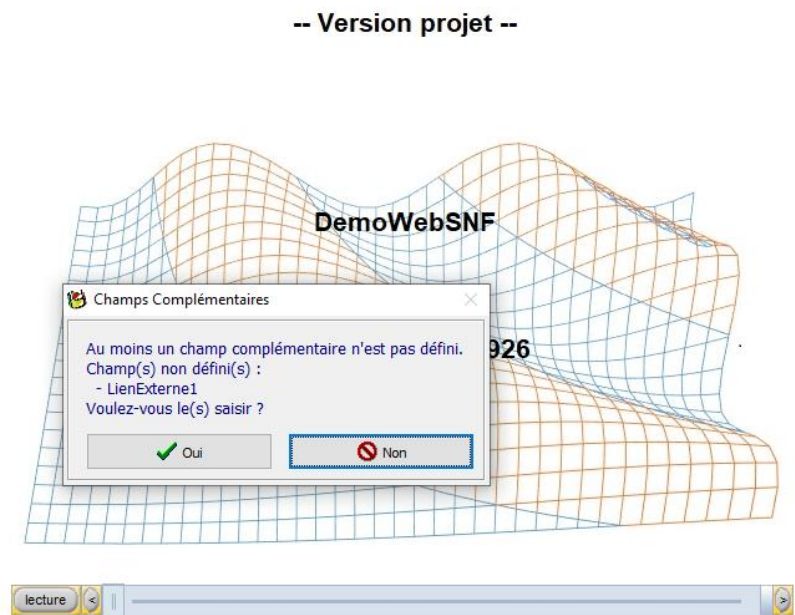 -- Version projet --
DemoWebSNF
Champs Complémentaires
926
Au moins un champ complémentaire n'est pas défini.
Champ(s) non défini(s) :
- LienExterne1
Voulez-vous le(s) saisir ?
Oui
Non
lecture
<
>